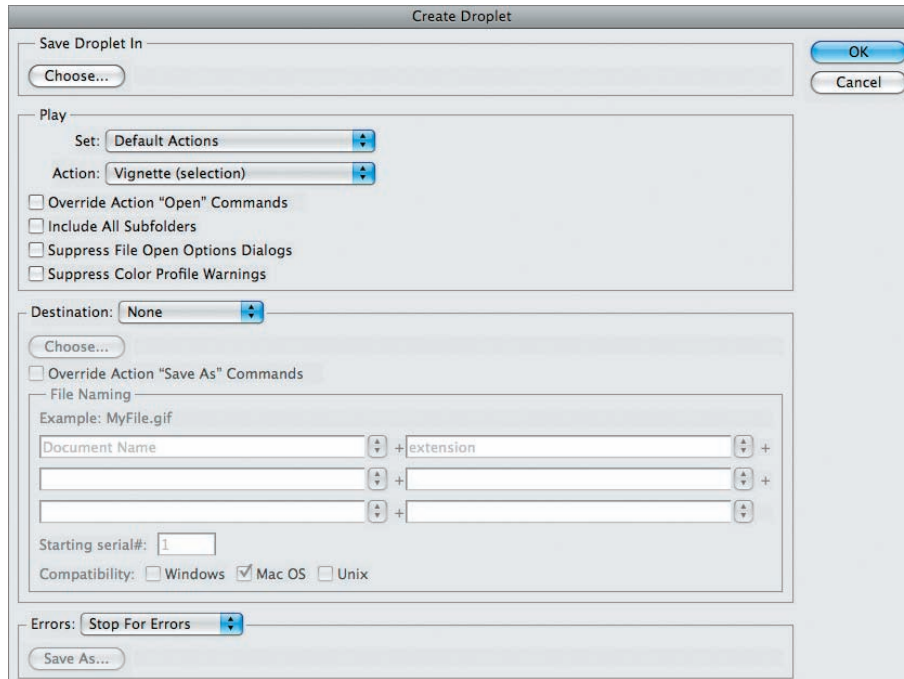 Create Droplet
Save Droplet In
OK
Choose...
Cancel
Play
Set: Default Actions
Action: Vignette (selection)
Override Action “Open” Commands
Include All Subfolders
Suppress File Open Options Dialogs
Suppress Color Profile Warnings
Destination: None
Choose...
Override Action “Save As” Commands
File Naming
Example: MyFile.gif
Document Name + extension +
+ +
+
Starting serial#: 1
Compatibility: Windows Mac OS Unix
Errors: Stop For Errors
Save As...